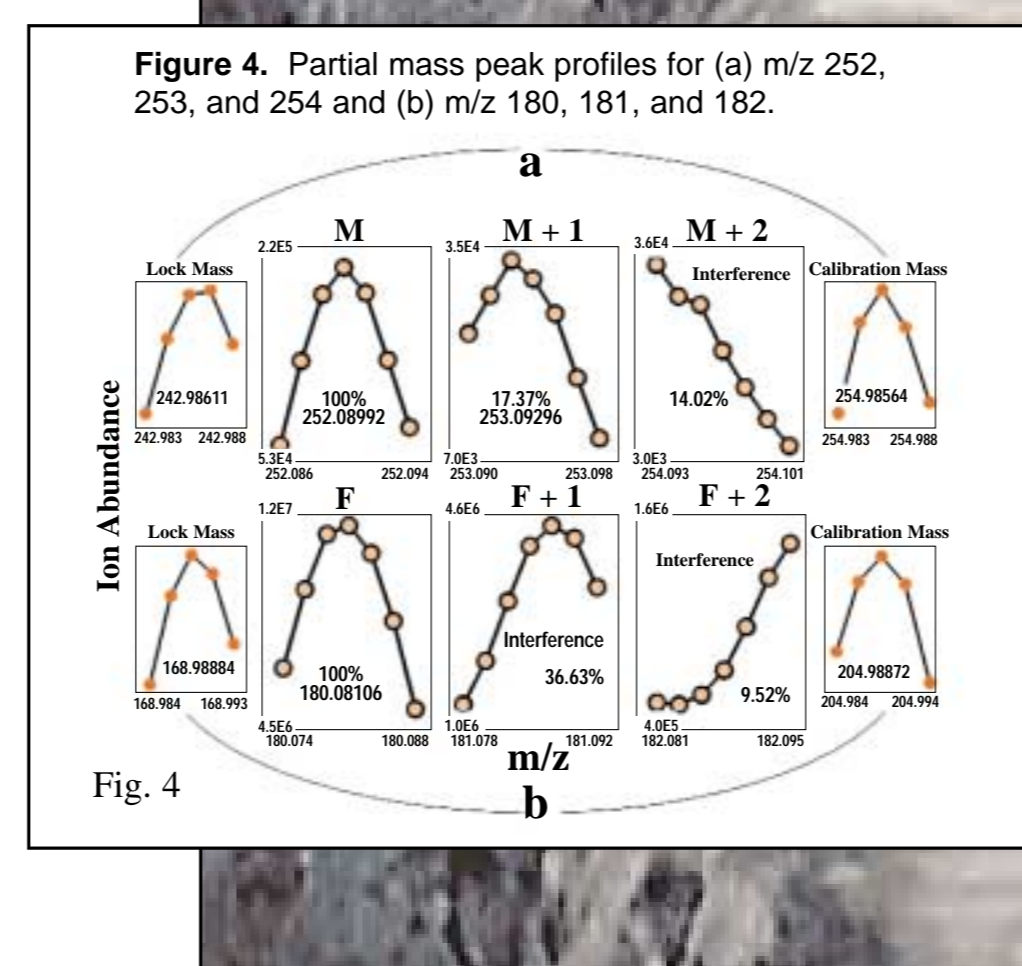 Figure 4. Partial mass peak profiles for (a) m/z 252,
253, and 254 and (b) m/z 180, 181, and 182.
a
M
M + 1
M + 2
2.2E5
3.5E4
3.6E4
Lock Mass
Interference
Calibration Mass
242.98611
100%
252.08992
17.37%
253.09296
14.02%
254.98564
242.983 242.988
5.3E4
252.086 252.094
7.0E3
253.090 253.098
3.0E3
254.093 254.101
254.983 254.988
Ion Abundance
F
F + 1
F + 2
1.2E7
4.6E6
1.6E6
Lock Mass
Interference
Calibration Mass
168.98884
100%
180.08106
Interference
36.63%
9.52%
204.98872
168.984 168.993
4.5E6
180.074 180.088
1.0E6
181.078 181.092
4.0E5
182.081 182.095
204.984 204.994
m/z
Fig. 4
b